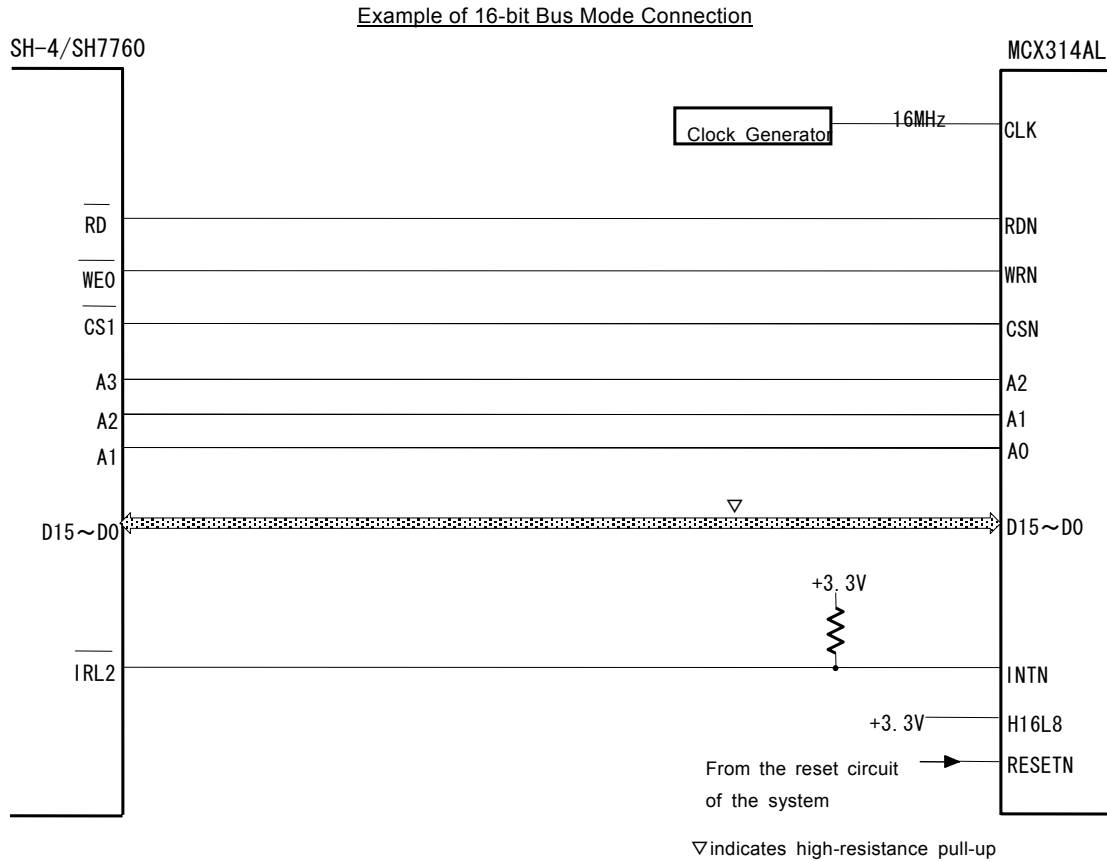 Example of 16-bit Bus Mode Connection
SH-4/SH7760
MCX314AL
Clock Generator
16MHz
CLK
RD
RDN
WE0
WRN
CS1
CSN
A3
A2
A2
A1
A1
A0
▽
D15～D0
D15～D0
+3.3V
IRL2
INTN
+3.3V
H16L8
From the reset circuit
RESETN
of the system
▽indicates high-resistance pull-up